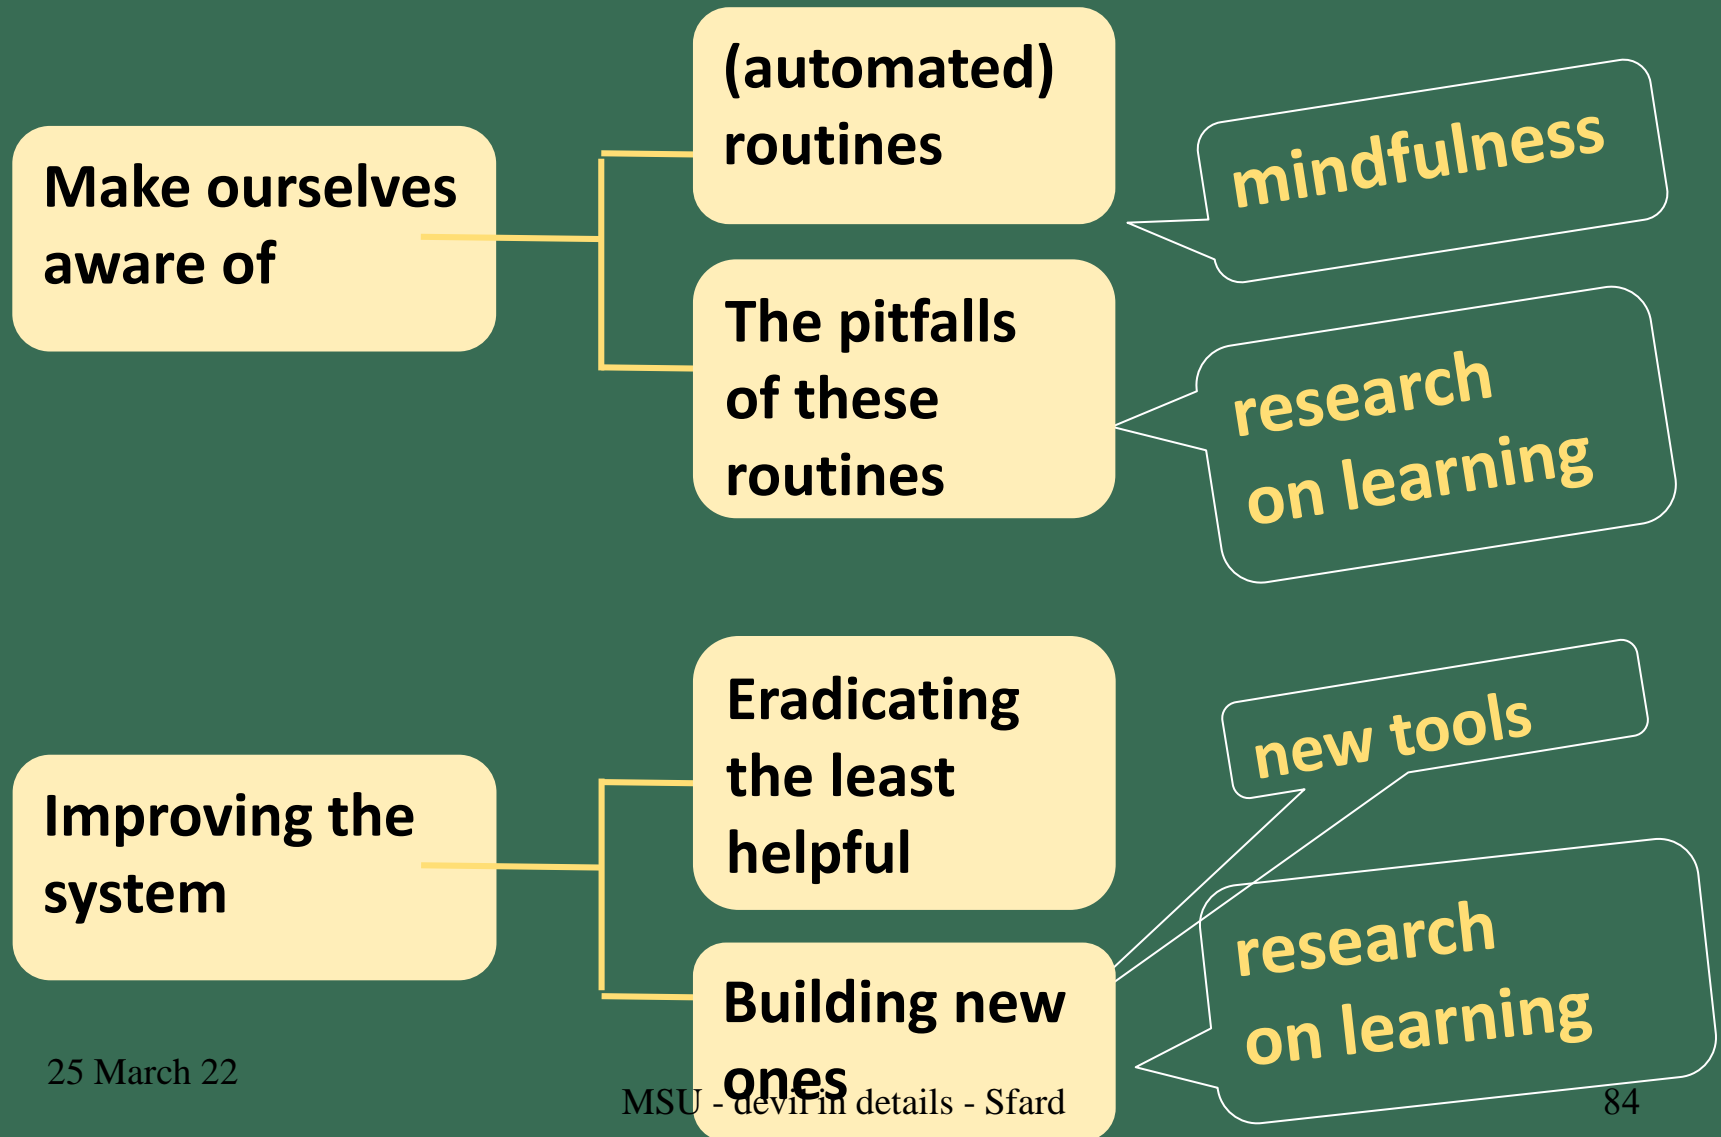 Make ourselves
aware of
(automated)
routines
mindfulness
The pitfalls
of these
routines
research
on learning
Improving the
system
Eradicating
the least
helpful
new tools
Building new
ones
research
on learning
25 March 22
MSU - devil in details - Sfard
84